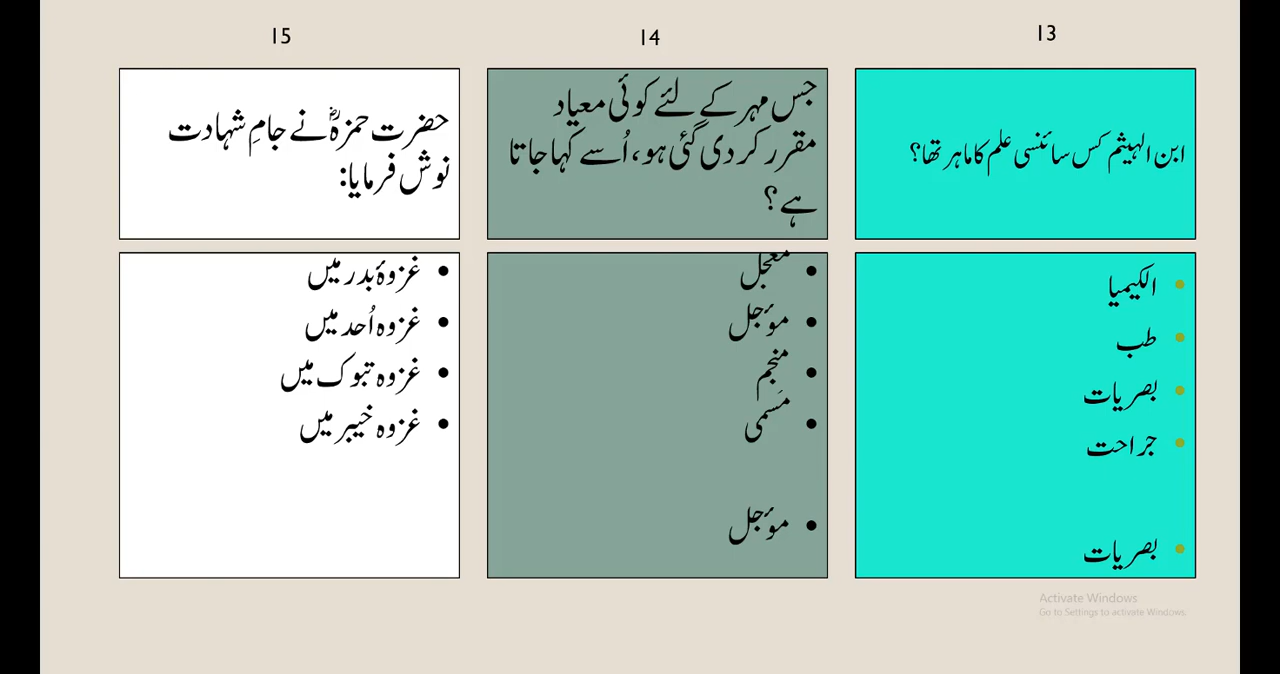 13
ابن الہیثم کس سائنسی علم کا ماہر تھا؟
الکیمیا
طب
بصریات
جراحت
بصریات
14
جس مہر کے لئے کوئی معیاد
مقرر کر دی گئی ہو، اُسے کہا جاتا
ہے؟
معجل
مؤجل
منجم
مسمی
مؤجل
15
حضرت حمزہؓ نے جامِ شہادت
نوش فرمایا:
غزوۂ بدر میں
غزوہ اُحد میں
غزوہ تبوک میں
غزوہ خیبر میں
Activate Windows
Go to Settings to activate Windows.